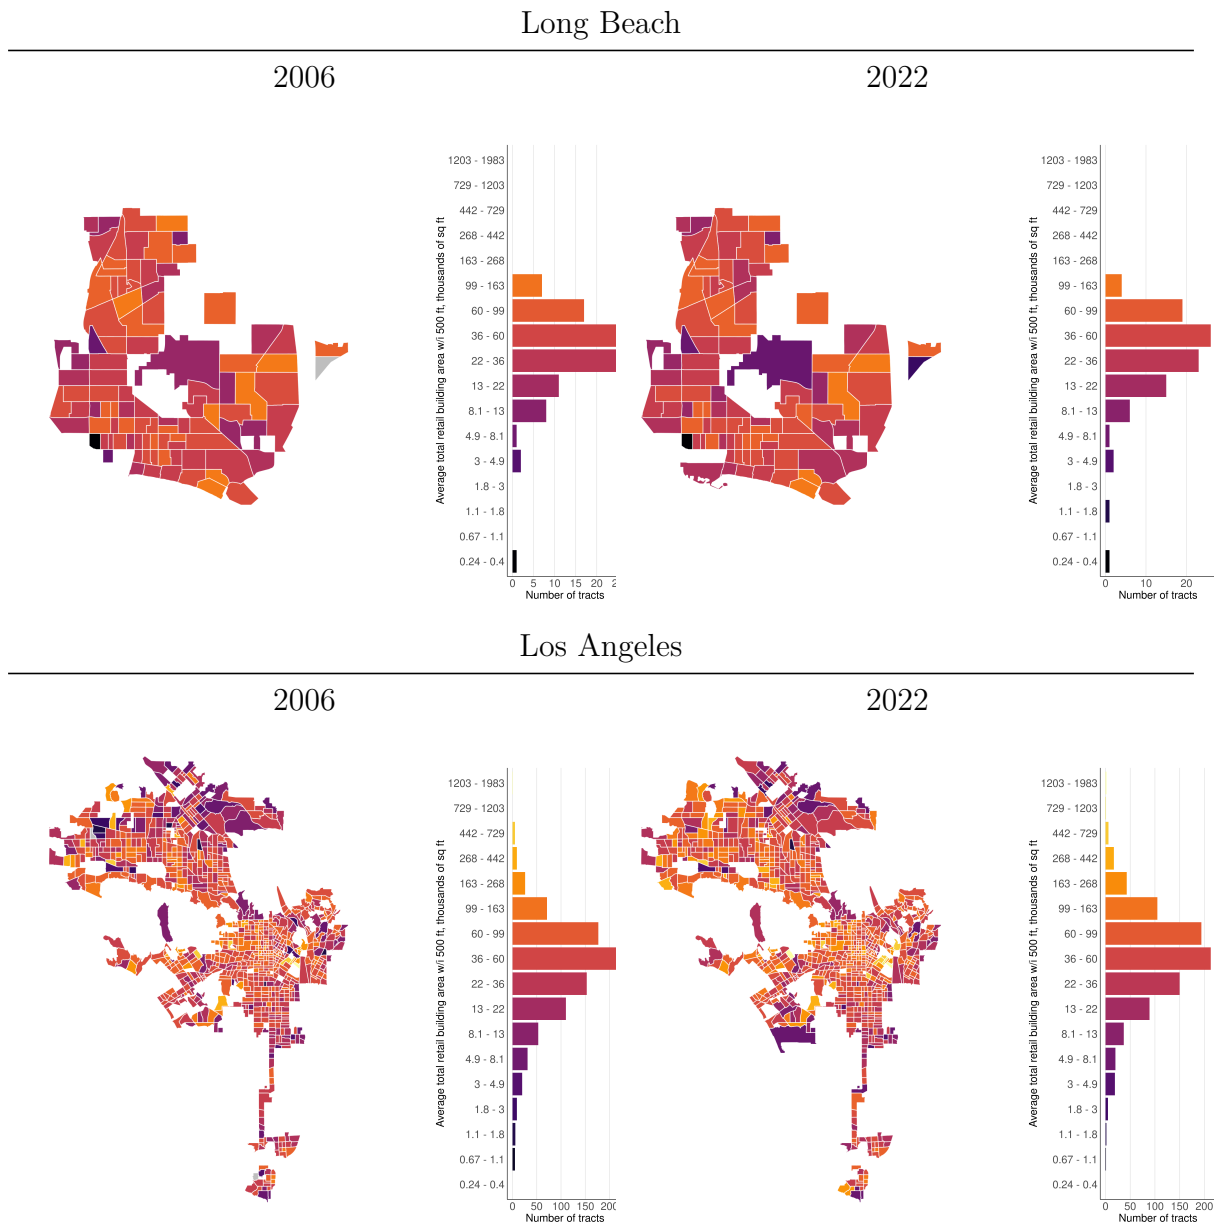 Long Beach
2006
2022
Average total retail building area w/i 500 ft, thousands of sq ft
1203 - 1983
729 - 1203
442 - 729
268 - 442
163 - 268
99 - 163
60 - 99
36 - 60
22 - 36
13 - 22
8.1 - 13
4.9 - 8.1
3 - 4.9
1.8 - 3
1.1 - 1.8
0.67 - 1.1
0.24 - 0.4
0 5 10 15 20
Number of tracts
Average total retail building area w/i 500 ft, thousands of sq ft
1203 - 1983
729 - 1203
442 - 729
268 - 442
163 - 268
99 - 163
60 - 99
36 - 60
22 - 36
13 - 22
8.1 - 13
4.9 - 8.1
3 - 4.9
1.8 - 3
1.1 - 1.8
0.67 - 1.1
0.24 - 0.4
0 10 20
Number of tracts
Los Angeles
2006
2022
Average total retail building area w/i 500 ft, thousands of sq ft
1203 - 1983
729 - 1203
442 - 729
268 - 442
163 - 268
99 - 163
60 - 99
36 - 60
22 - 36
13 - 22
8.1 - 13
4.9 - 8.1
3 - 4.9
1.8 - 3
1.1 - 1.8
0.67 - 1.1
0.24 - 0.4
0 50 100 150 200
Number of tracts
Average total retail building area w/i 500 ft, thousands of sq ft
1203 - 1983
729 - 1203
442 - 729
268 - 442
163 - 268
99 - 163
60 - 99
36 - 60
22 - 36
13 - 22
8.1 - 13
4.9 - 8.1
3 - 4.9
1.8 - 3
1.1 - 1.8
0.67 - 1.1
0.24 - 0.4
0 50 100 150 200
Number of tracts